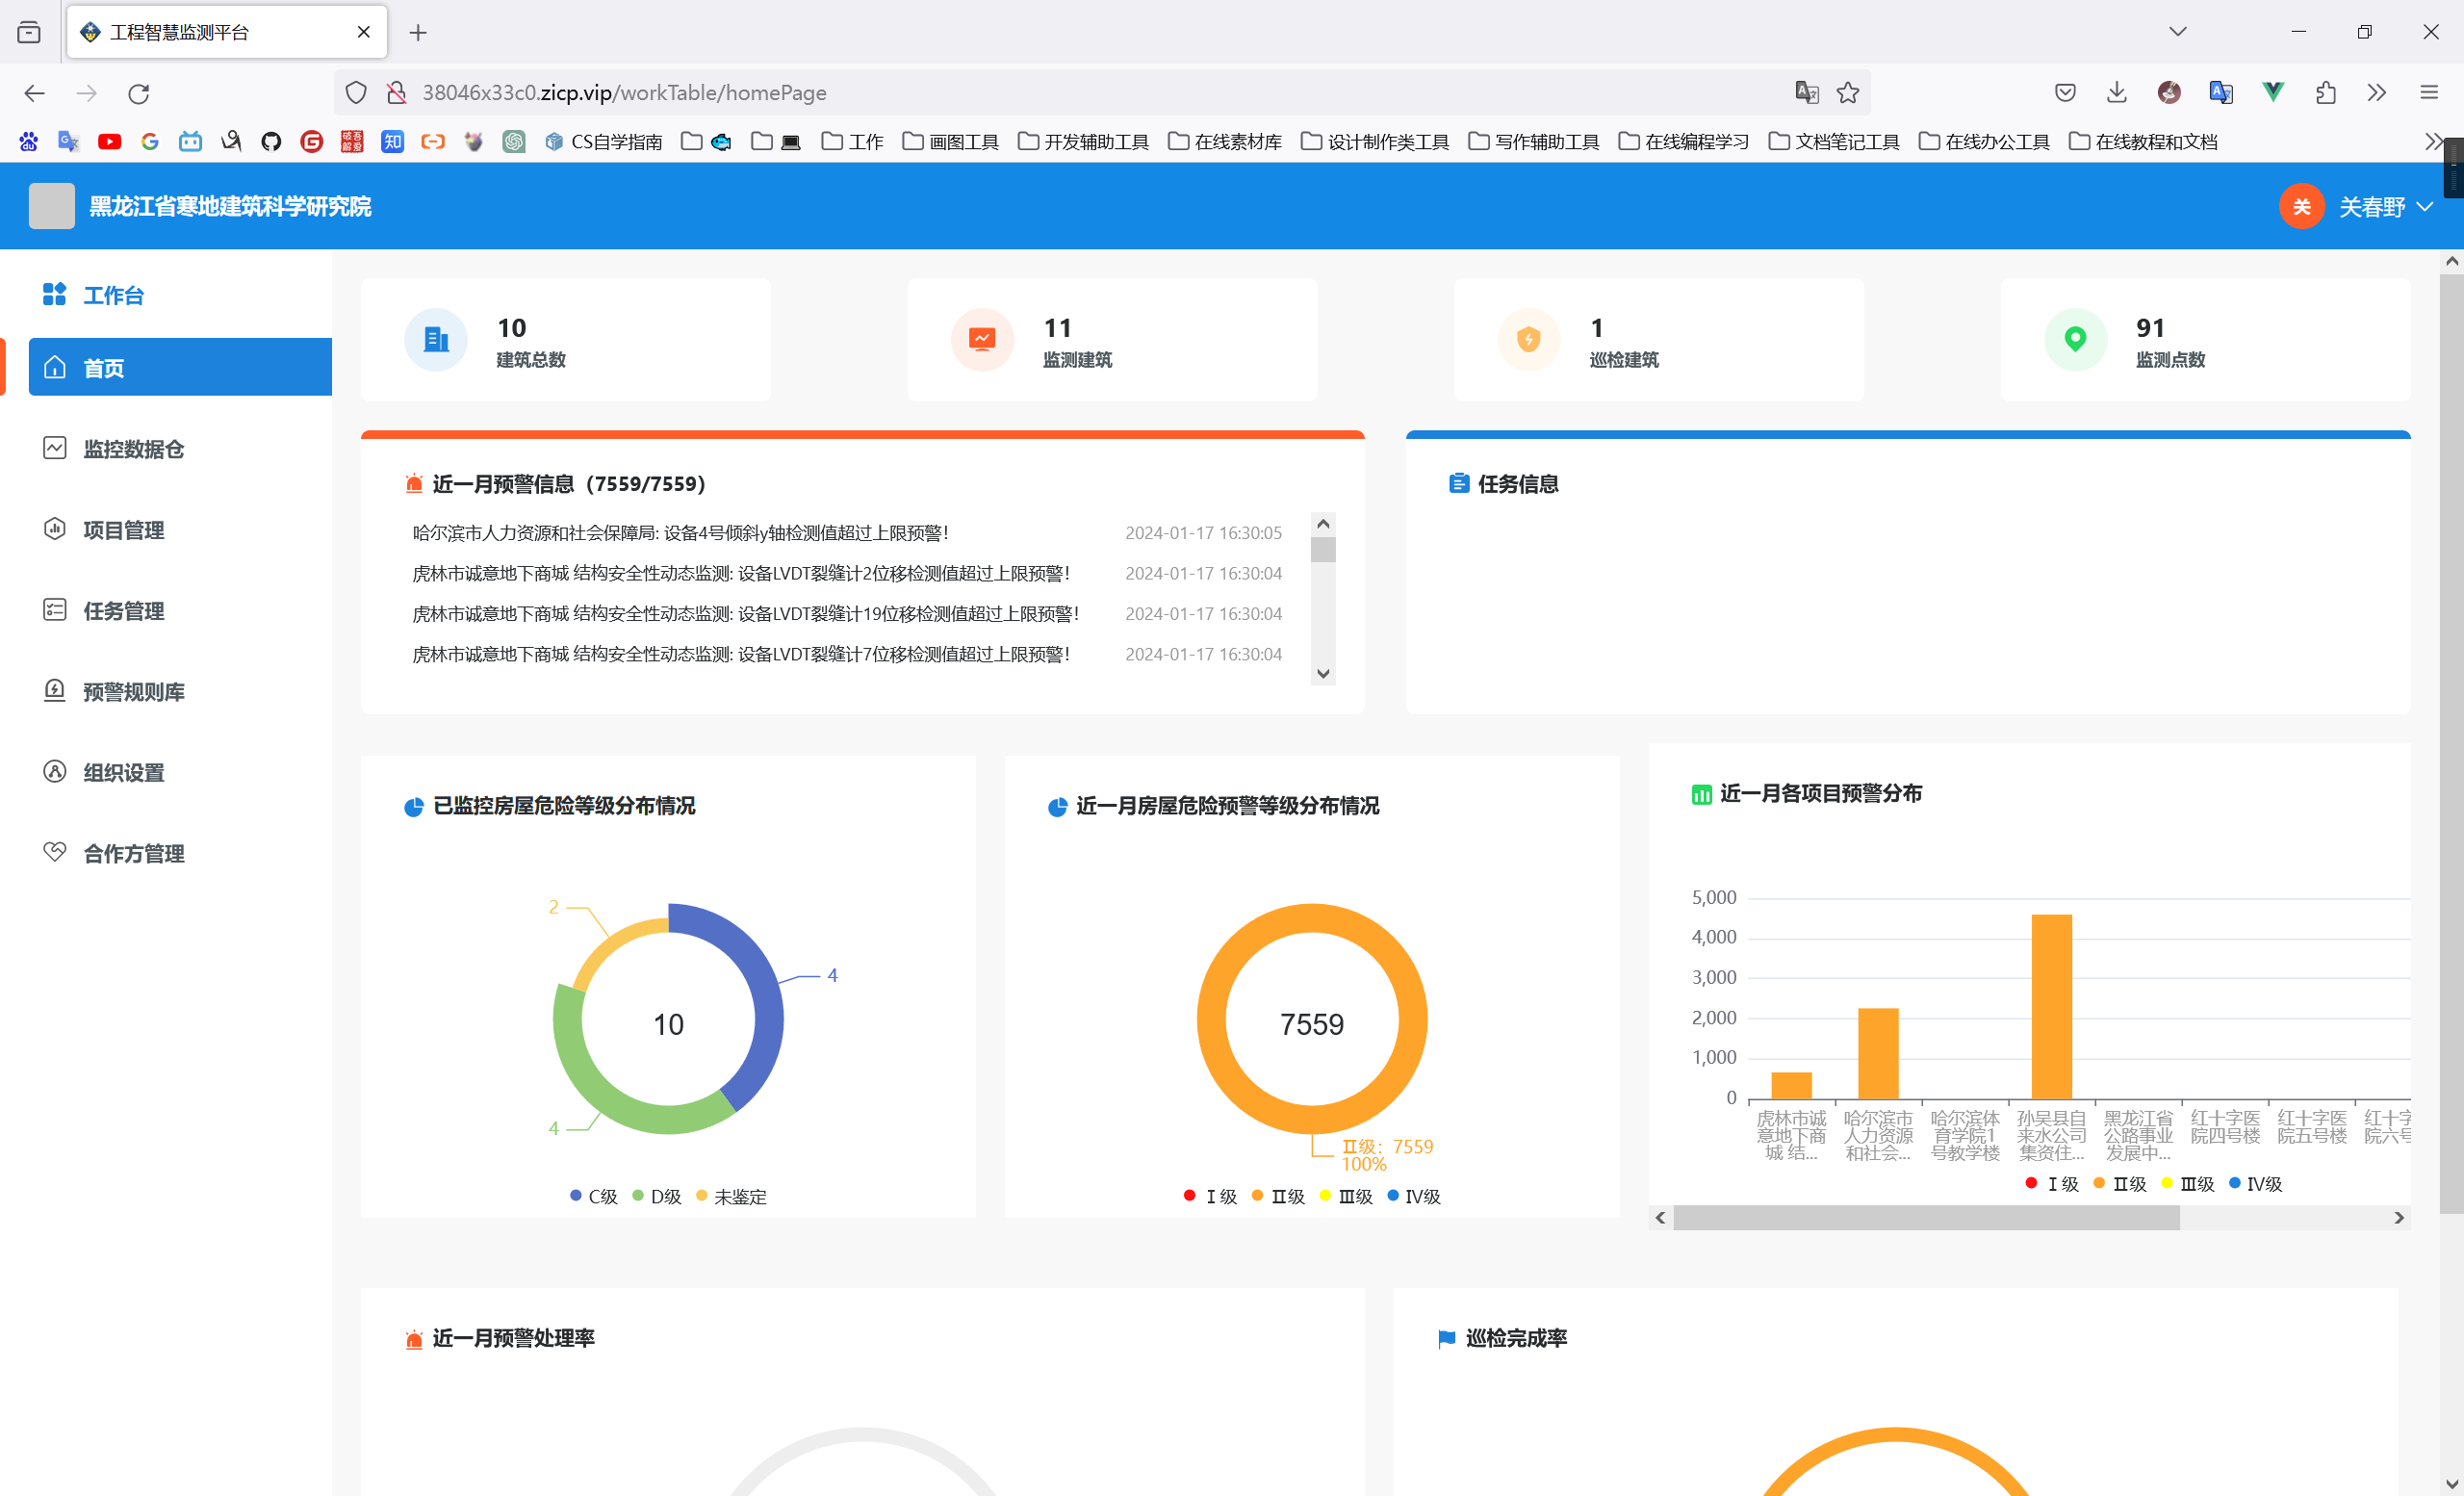 工程智慧监测平台
38046x33c0.zicp.vip/workTable/homePage
CS自学指南 工作 画图工具 开发辅助工具 在线素材库 设计制作类工具 写作辅助工具 在线编程学习 文档笔记工具 在线办公工具 在线教程和文档
黑龙江省寒地建筑科学研究院
关 关春野
工作台
首页
监控数据仓
项目管理
任务管理
预警规则库
组织设置
合作方管理
10
建筑总数
11
监测建筑
1
巡检建筑
91
监测点数
近一月预警信息（7559/7559）
哈尔滨市人力资源和社会保障局: 设备4号倾斜y轴检测值超过上限预警! 2024-01-17 16:30:05
虎林市诚意地下商城 结构安全性动态监测: 设备LVDT裂缝计2位移检测值超过上限预警! 2024-01-17 16:30:04
虎林市诚意地下商城 结构安全性动态监测: 设备LVDT裂缝计19位移检测值超过上限预警! 2024-01-17 16:30:04
虎林市诚意地下商城 结构安全性动态监测: 设备LVDT裂缝计7位移检测值超过上限预警! 2024-01-17 16:30:04
任务信息
已监控房屋危险等级分布情况
2
4
10
4
C级 D级 未鉴定
近一月房屋危险预警等级分布情况
7559
Ⅱ级：7559
100%
Ⅰ级 Ⅱ级 Ⅲ级 Ⅳ级
近一月各项目预警分布
5,000
4,000
3,000
2,000
1,000
0
虎林市诚
意地下商
城 结...
哈尔滨市
人力资源
和社会...
哈尔滨体
育学院1
号教学楼
孙吴县自
来水公司
集资住...
黑龙江省
公路事业
发展中...
红十字医
院四号楼
红十字医
院五号楼
红十字
院六号
Ⅰ级 Ⅱ级 Ⅲ级 Ⅳ级
近一月预警处理率
巡检完成率